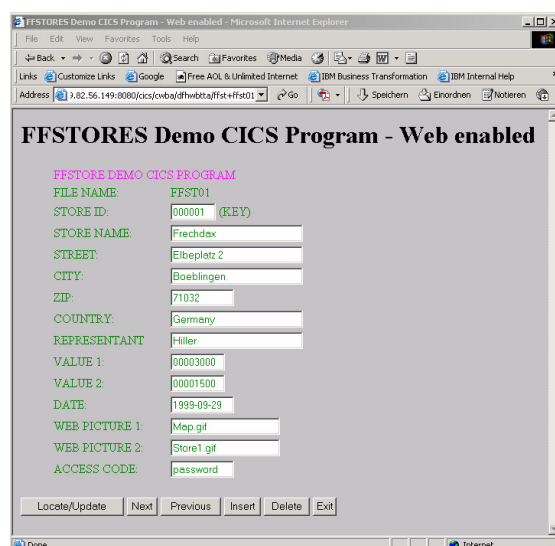 FFSTORES Demo CICS Program - Web enabled - Microsoft Internet Explorer
File Edit View Favorites Tools Help
Back Search Favorites Media
Links Customize Links Google Free AOL & Unlimited Internet IBM Business Transformation IBM Internal Help
Address 9.82.56.149:8080/cics/cwba/dfhwbtta/ffst+ffst01 Go Speichern Einordnen Notieren
FFSTORES Demo CICS Program - Web enabled
FFSTORE DEMO CICS PROGRAM
FILE NAME: FFST01
STORE ID: 000001 (KEY)
STORE NAME: Frechdax
STREET: Elbeplatz 2
CITY: Boeblingen
ZIP: 71032
COUNTRY: Germany
REPRESENTANT Hiller
VALUE 1: 00003000
VALUE 2: 00001500
DATE: 1999-09-29
WEB PICTURE 1: Map.gif
WEB PICTURE 2: Store1.gif
ACCESS CODE: password
Locate/Update Next Previous Insert Delete Exit
Done Internet